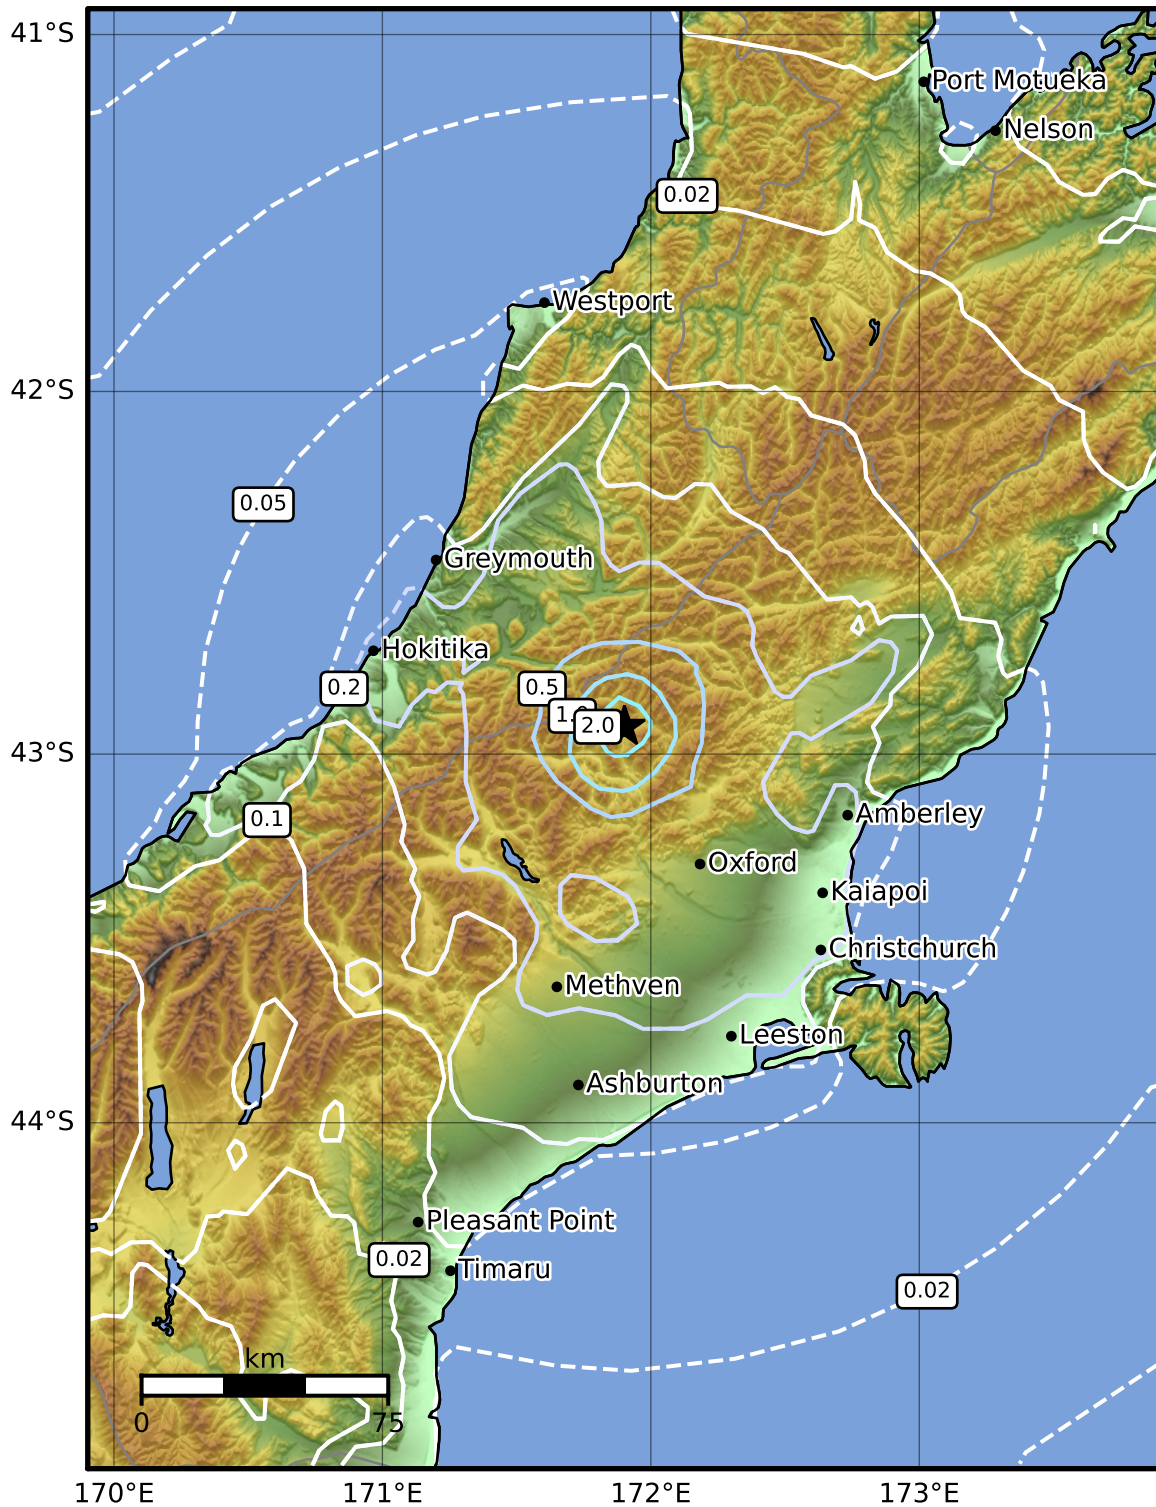 41°S
Port Motueka
Nelson
0.02
Westport
42°S
0.05
Greymouth
Hokitika
0.2
0.5
2.0
43°S
0.1
Amberley
Oxford
Kaiapoi
Christchurch
Methven
Leeston
Ashburton
44°S
Pleasant Point
0.02
Timaru
0.02
km
0
75
170°E
171°E
172°E
173°E